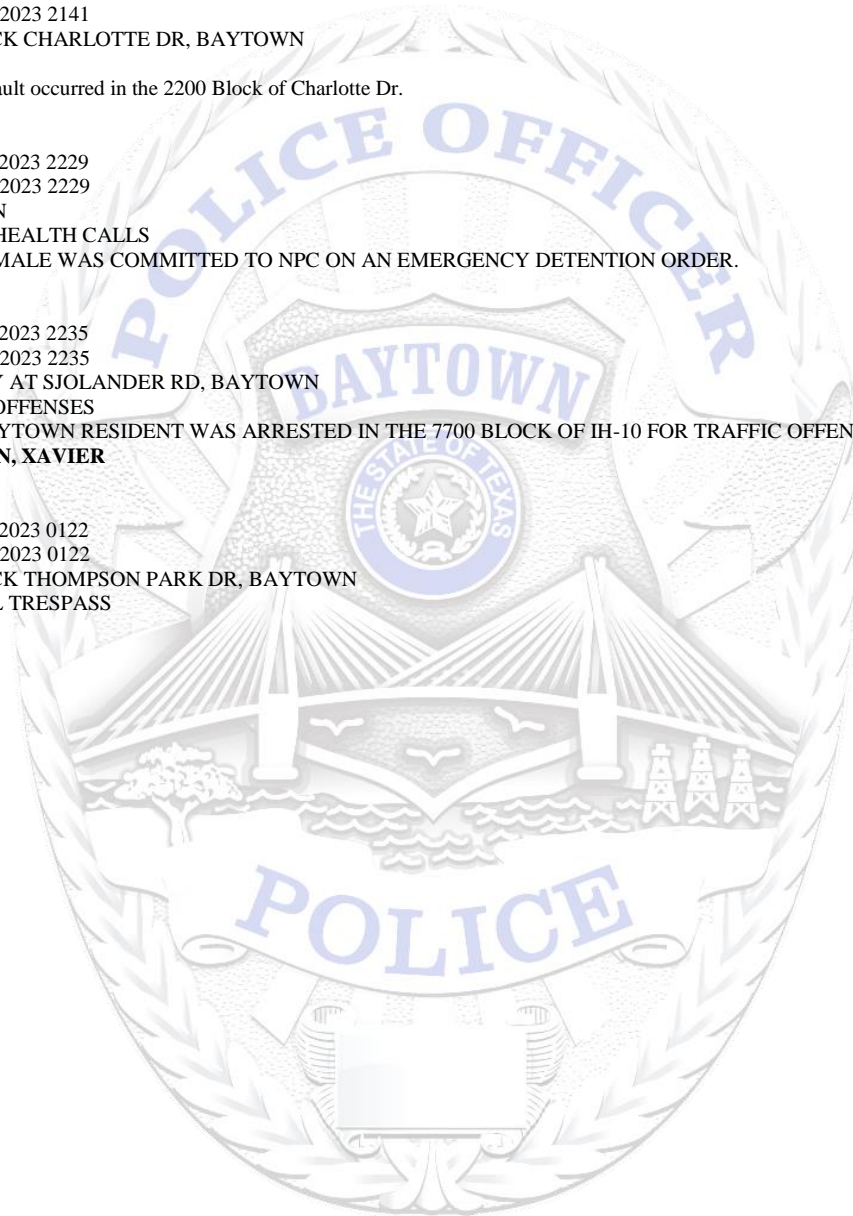 2023 2141
CK CHARLOTTE DR, BAYTOWN
ault occurred in the 2200 Block of Charlotte Dr.
2023 2229
2023 2229
N
HEALTH CALLS
MALE WAS COMMITTED TO NPC ON AN EMERGENCY DETENTION ORDER.
2023 2235
2023 2235
Y AT SJOLANDER RD, BAYTOWN
OFFENSES
YTOWN RESIDENT WAS ARRESTED IN THE 7700 BLOCK OF IH-10 FOR TRAFFIC OFFEN
N, XAVIER
2023 0122
2023 0122
CK THOMPSON PARK DR, BAYTOWN
L TRESPASS
POLICE OFFICER
BAYTOWN
THE STATE OF TEXAS
POLICE